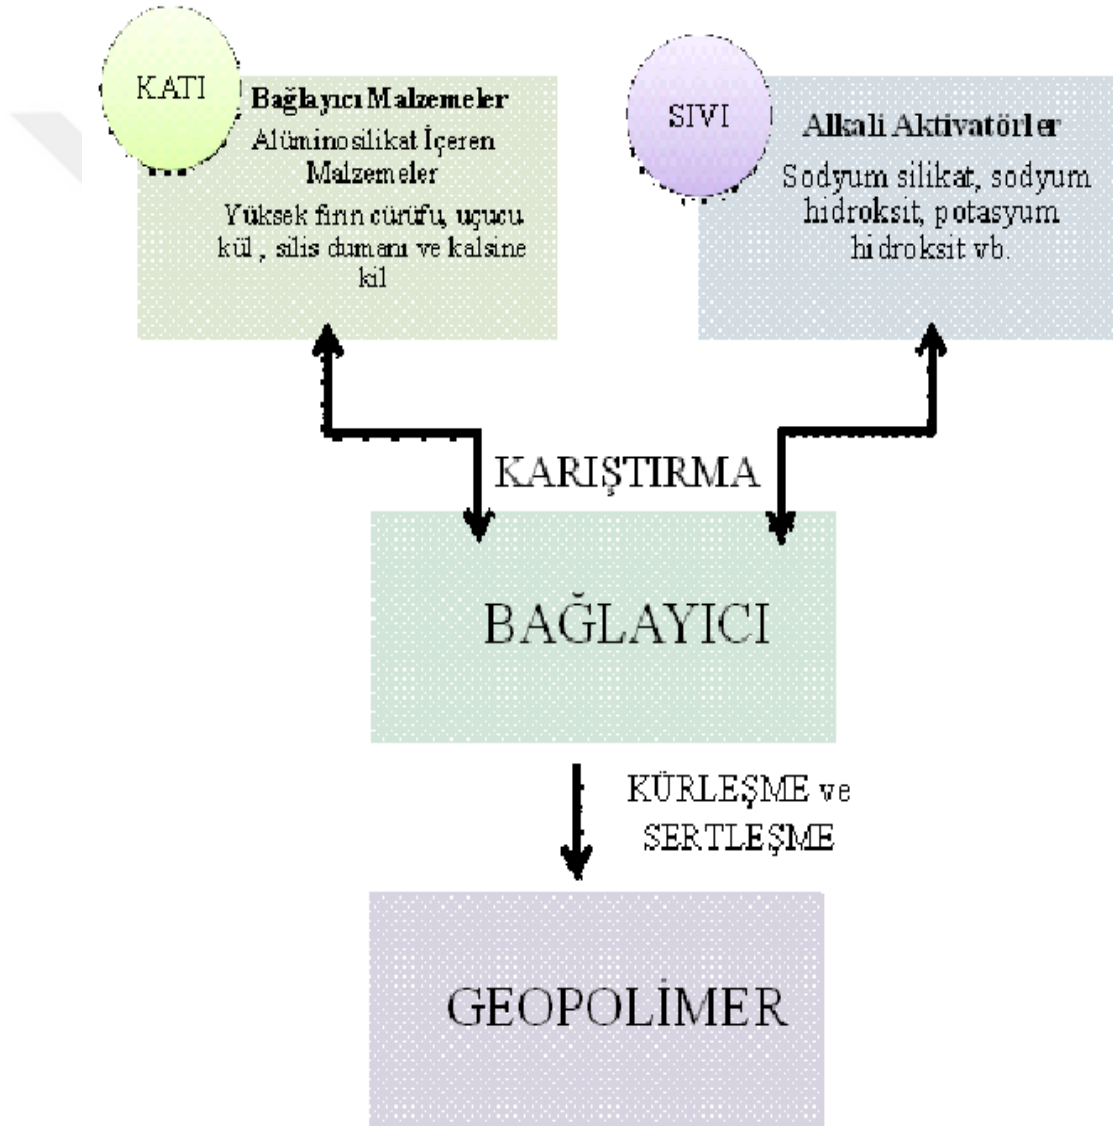 KATI
Bağlayıcı Malzemeler
Alüminosilikat İçeren
Malzemeler
Yüksek fırın cürüfu, uçucu
kül , silis dumanı ve kalsine
kil
SIVI
Alkali Aktivatörler
Sodyum silikat, sodyum
hidroksit, potasyum
hidroksit vb.
KARIŞTIRMA
BAĞLAYICI
KÜRLEŞME ve
SERTLEŞME
GEOPOLİMER